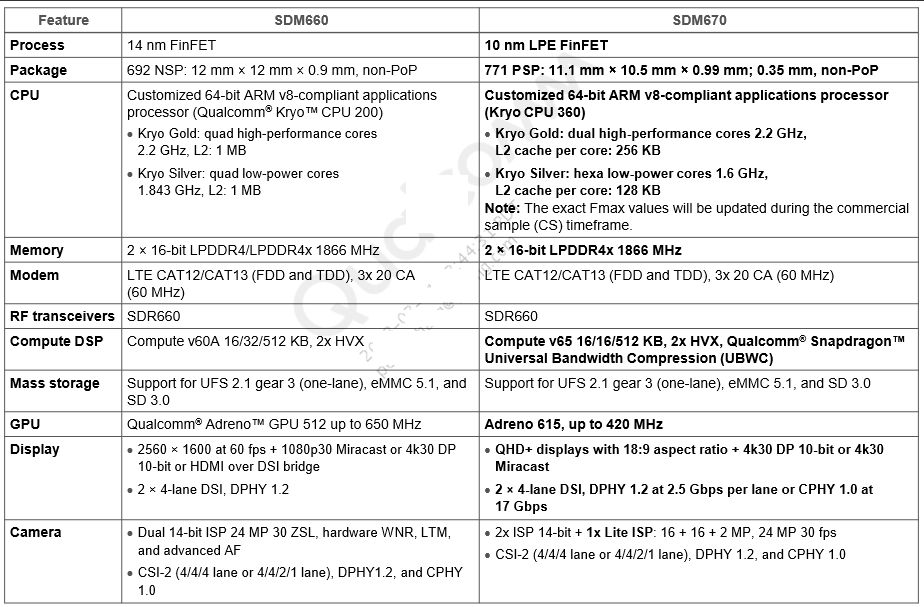 Feature SDM660 SDM670
Process 14 nm FinFET 10 nm LPE FinFET
Package 692 NSP: 12 mm × 12 mm × 0.9 mm, non-PoP 771 PSP: 11.1 mm × 10.5 mm × 0.99 mm; 0.35 mm, non-PoP
CPU Customized 64-bit ARM v8-compliant applications
processor (Qualcomm® Kryo™ CPU 200)
• Kryo Gold: quad high-performance cores
2.2 GHz, L2: 1 MB
• Kryo Silver: quad low-power cores
1.843 GHz, L2: 1 MB
Customized 64-bit ARM v8-compliant applications processor
(Kryo CPU 360)
• Kryo Gold: dual high-performance cores 2.2 GHz,
L2 cache per core: 256 KB
• Kryo Silver: hexa low-power cores 1.6 GHz,
L2 cache per core: 128 KB
Note: The exact Fmax values will be updated during the commercial
sample (CS) timeframe.
Memory 2 × 16-bit LPDDR4/LPDDR4x 1866 MHz 2 × 16-bit LPDDR4x 1866 MHz
Modem LTE CAT12/CAT13 (FDD and TDD), 3x 20 CA
(60 MHz)
LTE CAT12/CAT13 (FDD and TDD), 3x 20 CA (60 MHz)
RF transceivers SDR660 SDR660
Compute DSP Compute v60A 16/32/512 KB, 2x HVX
Compute v65 16/16/512 KB, 2x HVX, Qualcomm® Snapdragon™
Universal Bandwidth Compression (UBWC)
Mass storage Support for UFS 2.1 gear 3 (one-lane), eMMC 5.1, and
SD 3.0
Support for UFS 2.1 gear 3 (one-lane), eMMC 5.1, and SD 3.0
GPU Qualcomm® Adreno™ GPU 512 up to 650 MHz Adreno 615, up to 420 MHz
Display • 2560 × 1600 at 60 fps + 1080p30 Miracast or 4k30 DP
10-bit or HDMI over DSI bridge
• 2 × 4-lane DSI, DPHY 1.2
• QHD+ displays with 18:9 aspect ratio + 4k30 DP 10-bit or 4k30
Miracast
• 2 × 4-lane DSI, DPHY 1.2 at 2.5 Gbps per lane or CPHY 1.0 at
17 Gbps
Camera • Dual 14-bit ISP 24 MP 30 ZSL, hardware WNR, LTM,
and advanced AF
• CSI-2 (4/4/4 lane or 4/4/2/1 lane), DPHY1.2, and CPHY
1.0
• 2x ISP 14-bit + 1x Lite ISP: 16 + 16 + 2 MP, 24 MP 30 fps
• CSI-2 (4/4/4 lane or 4/4/2/1 lane), DPHY 1.2, and CPHY 1.0